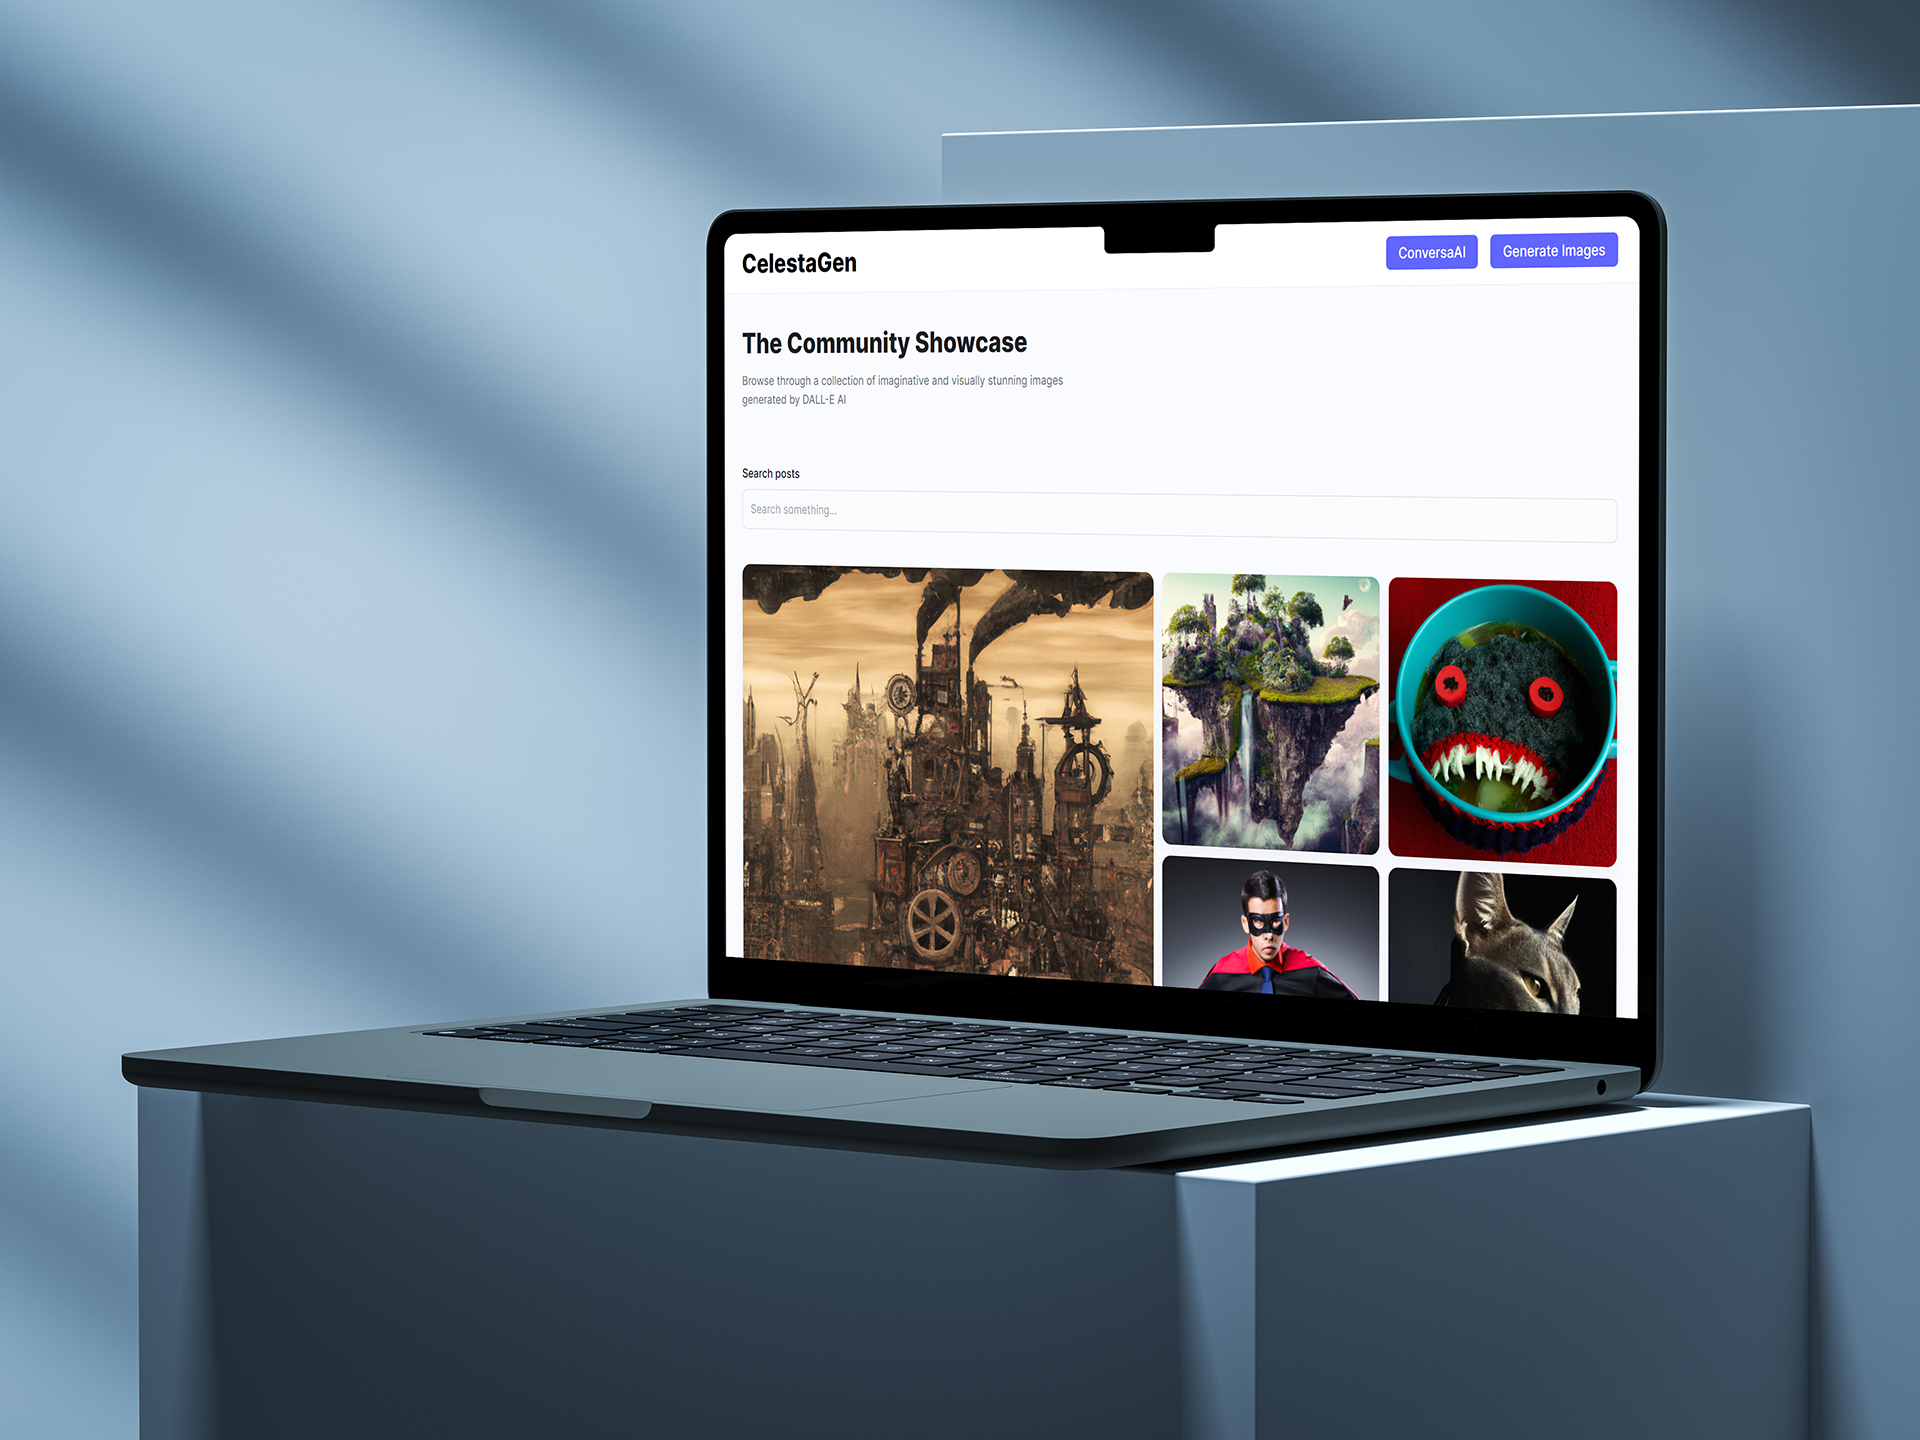 CelestaGen
ConversaAI
Generate Images
The Community Showcase
Browse through a collection of imaginative and visually stunning images
generated by DALL-E AI
Search posts
Search something...